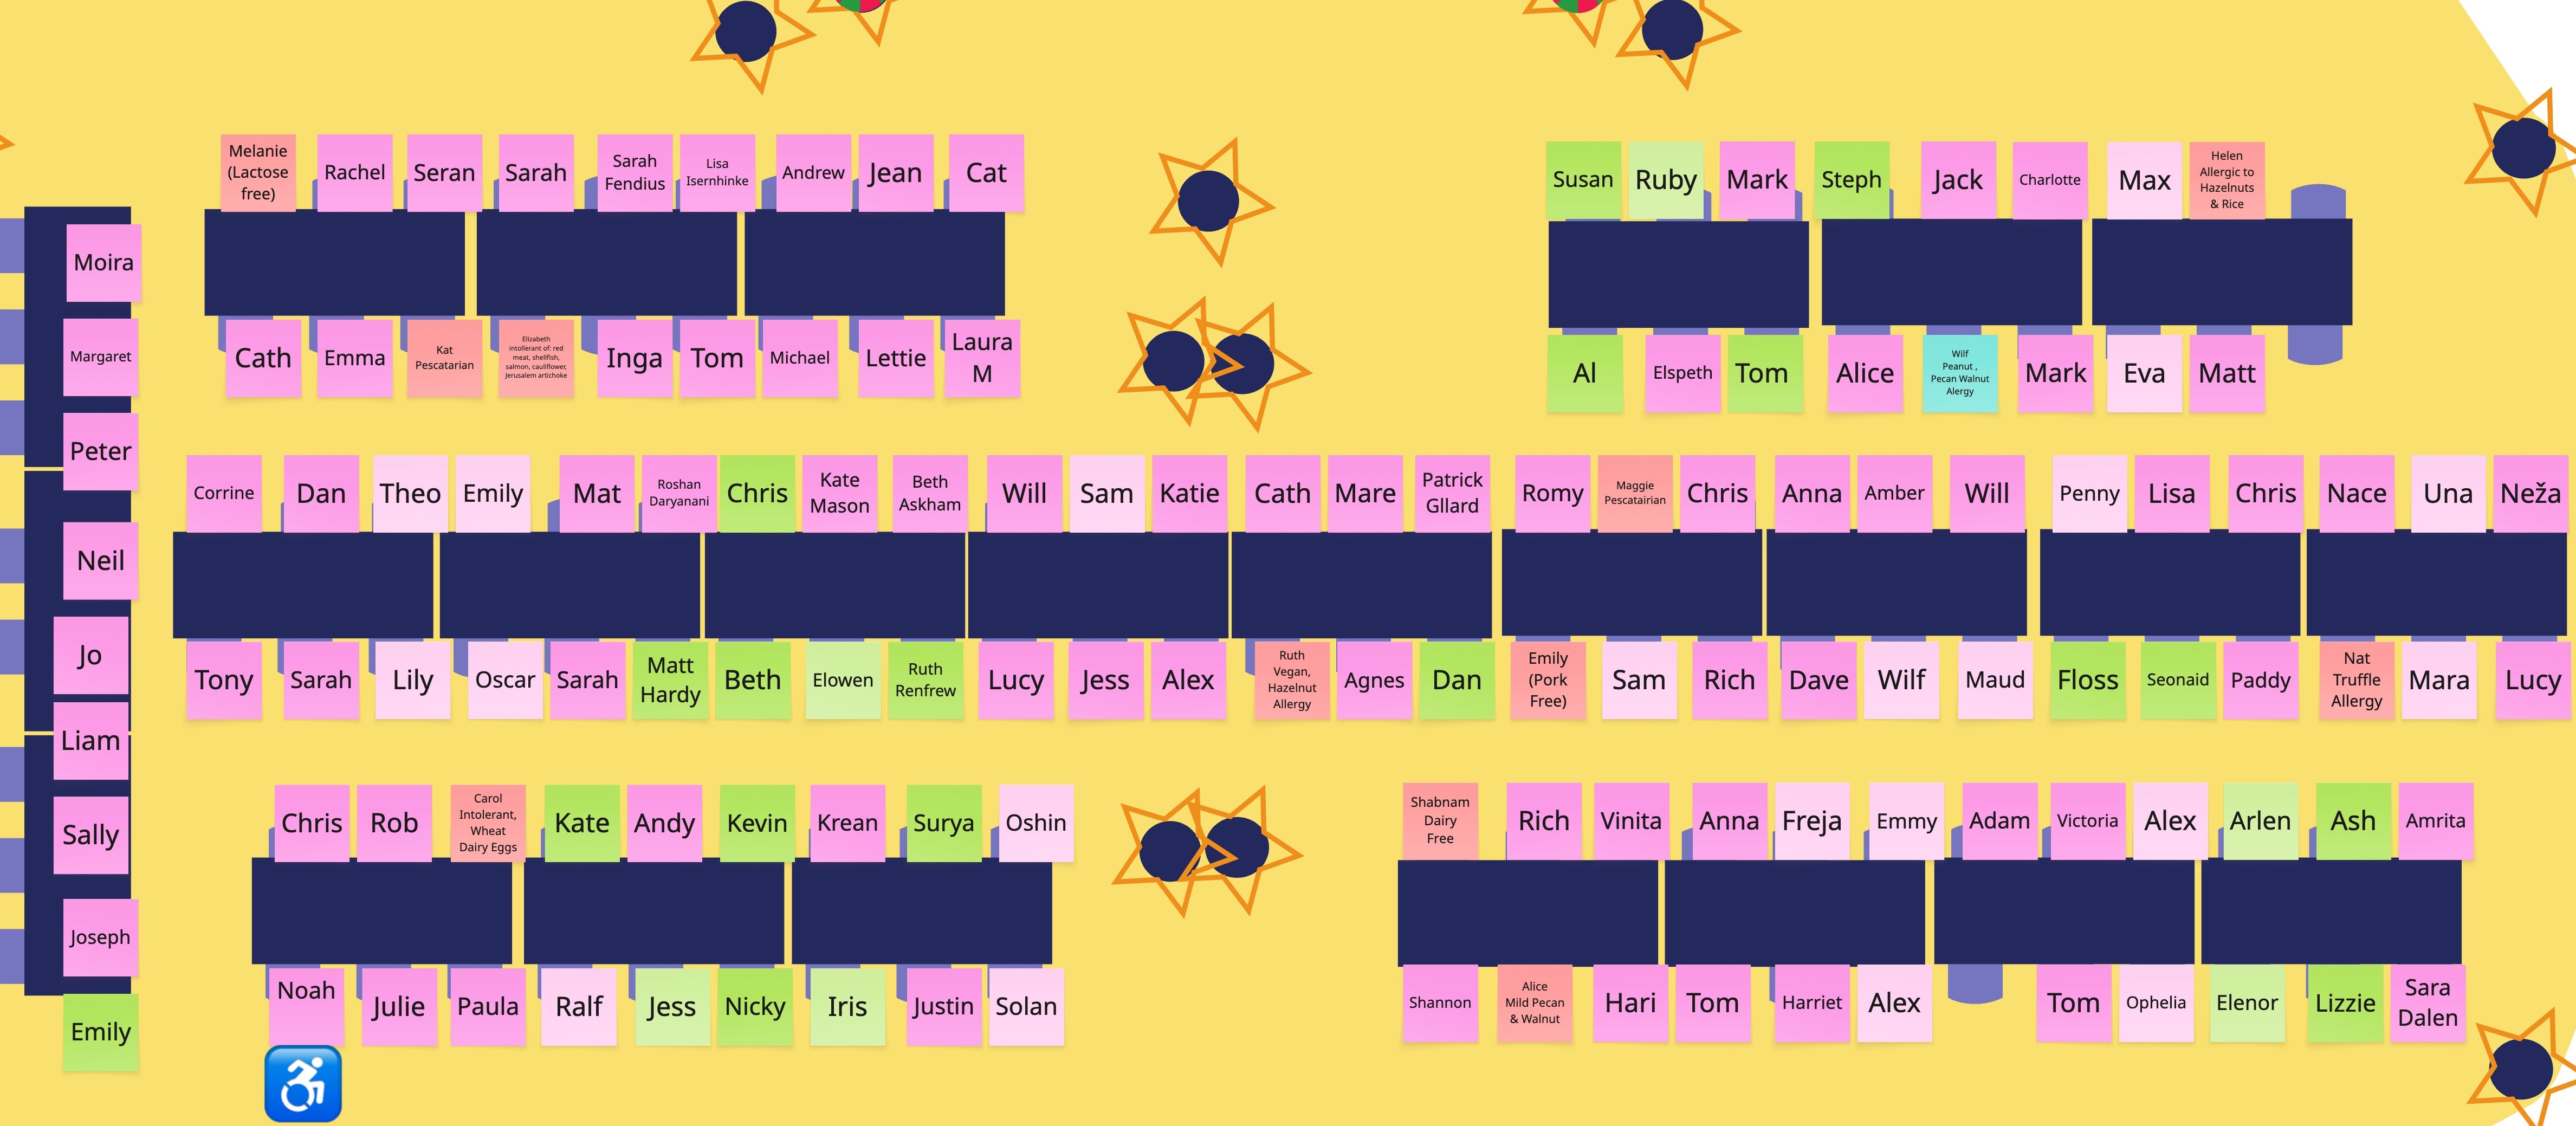 Moira
Margaret
Peter
Neil
Jo
Liam
Sally
Joseph
Emily
Melanie
(Lactose
free)
Rachel
Seran
Sarah
Sarah
Fendius
Lisa
Isernhinke
Andrew
Jean
Cat
Cath
Emma
Kat
Pescatarian
Elizabeth
intollerant of: red
meat, shellfish,
salmon, cauliflower,
Jerusalem artichoke
Inga
Tom
Michael
Lettie
Laura
M
Susan
Ruby
Mark
Steph
Jack
Charlotte
Max
Helen
Allergic to
Hazelnuts
& Rice
Al
Elspeth
Tom
Alice
Wilf
Peanut ,
Pecan Walnut
Alergy
Mark
Eva
Matt
Corrine
Dan
Theo
Emily
Mat
Roshan
Daryanani
Chris
Kate
Mason
Beth
Askham
Will
Sam
Katie
Cath
Mare
Patrick
Gllard
Romy
Maggie
Pescatairian
Chris
Anna
Amber
Will
Penny
Lisa
Chris
Nace
Una
Neža
Tony
Sarah
Lily
Oscar
Sarah
Matt
Hardy
Beth
Elowen
Ruth
Renfrew
Lucy
Jess
Alex
Ruth
Vegan,
Hazelnut
Allergy
Agnes
Dan
Emily
(Pork
Free)
Sam
Rich
Dave
Wilf
Maud
Floss
Seonaid
Paddy
Nat
Truffle
Allergy
Mara
Lucy
Chris
Rob
Carol
Intolerant,
Wheat
Dairy Eggs
Kate
Andy
Kevin
Krean
Surya
Oshin
Noah
Julie
Paula
Ralf
Jess
Nicky
Iris
Justin
Solan
Shabnam
Dairy
Free
Rich
Vinita
Anna
Freja
Emmy
Adam
Victoria
Alex
Arlen
Ash
Amrita
Shannon
Alice
Mild Pecan
& Walnut
Hari
Tom
Harriet
Alex
Tom
Ophelia
Elenor
Lizzie
Sara
Dalen